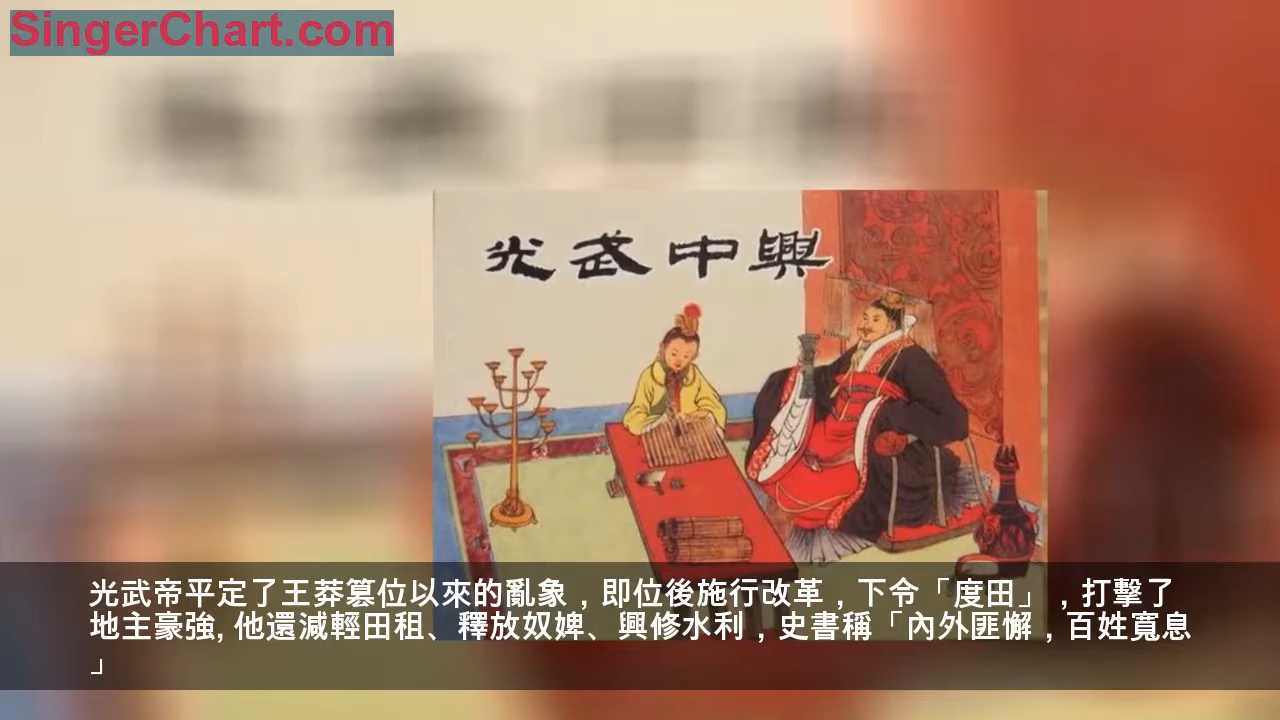 SingerChart.com
光武中興
光武帝平定了王莽篡位以來的亂象，即位後施行改革，下令「度田」，打擊了
地主豪強, 他還減輕田租、釋放奴婢、興修水利，史書稱「內外匪懈，百姓寬息
」